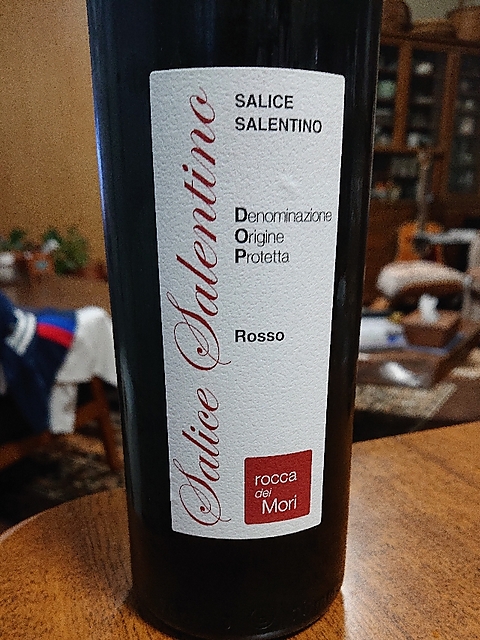 Salice Salentino
SALICE
SALENTINO
Denominazione
Origine
Protetta
Rosso
rocca
dei
Mori